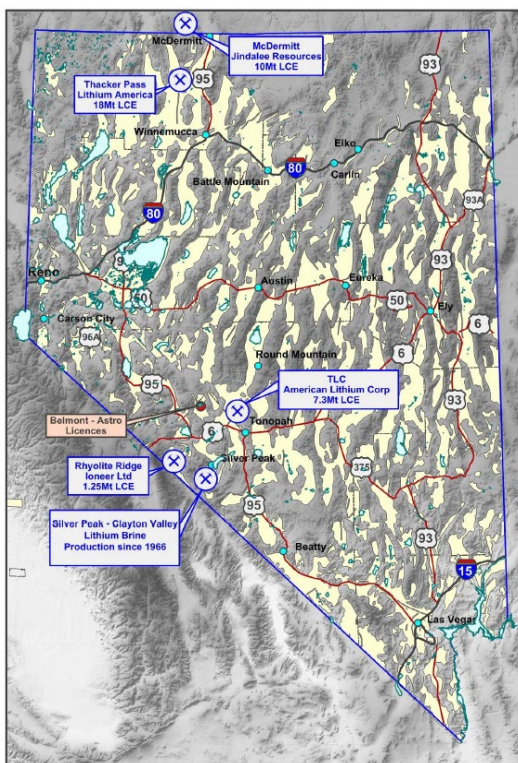 McDermitt
McDermitt
Jindalee Resources
10Mt LCE
93
Thacker Pass
Lithium America
18Mt LCE
95
Winnemucca
Elko
Carlin
80
Battle Mountain
93A
80
93
Reno
9
50
Austin
Eureka
50
Ely
6
Carson City
95A
6
Round Mountain
95
TLC
American Lithium Corp
7.3Mt LCE
93
Belmont - Astro
Licences
6
Tonopah
Rhyolite Ridge
Ioneer Ltd
1.25Mt LCE
Silver Peak
375
95
Silver Peak - Clayton Valley
Lithium Brine
Production since 1966
93
Beatty
15
Las Vegas